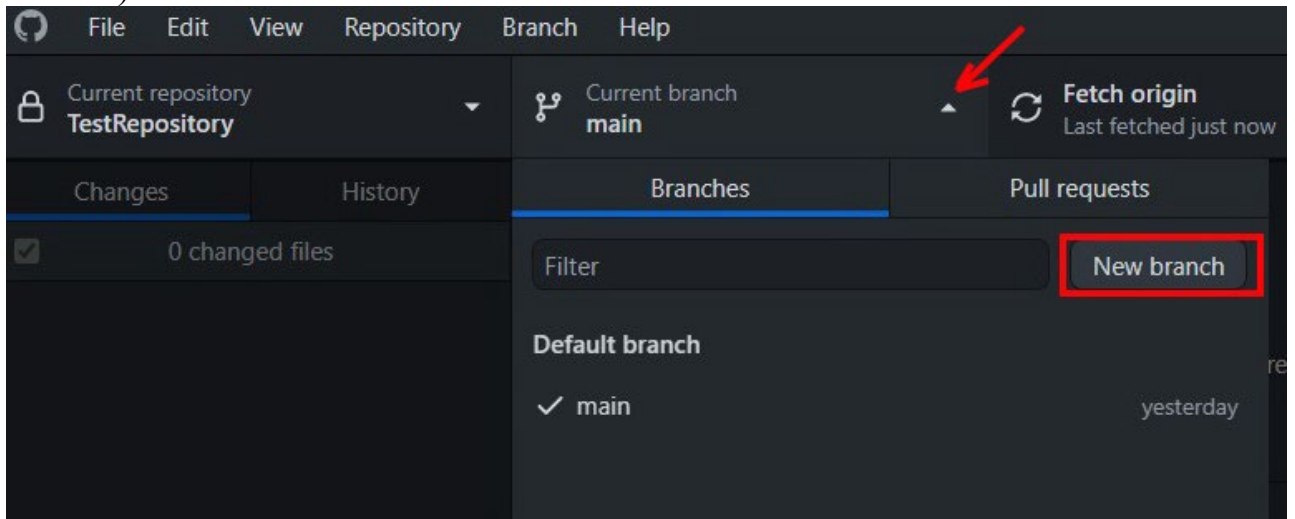 File Edit View Repository Branch Help
Current repository
TestRepository
Current branch
main
Fetch origin
Last fetched just now
Changes History
0 changed files
Branches Pull requests
Filter New branch
Default branch
main yesterday
re